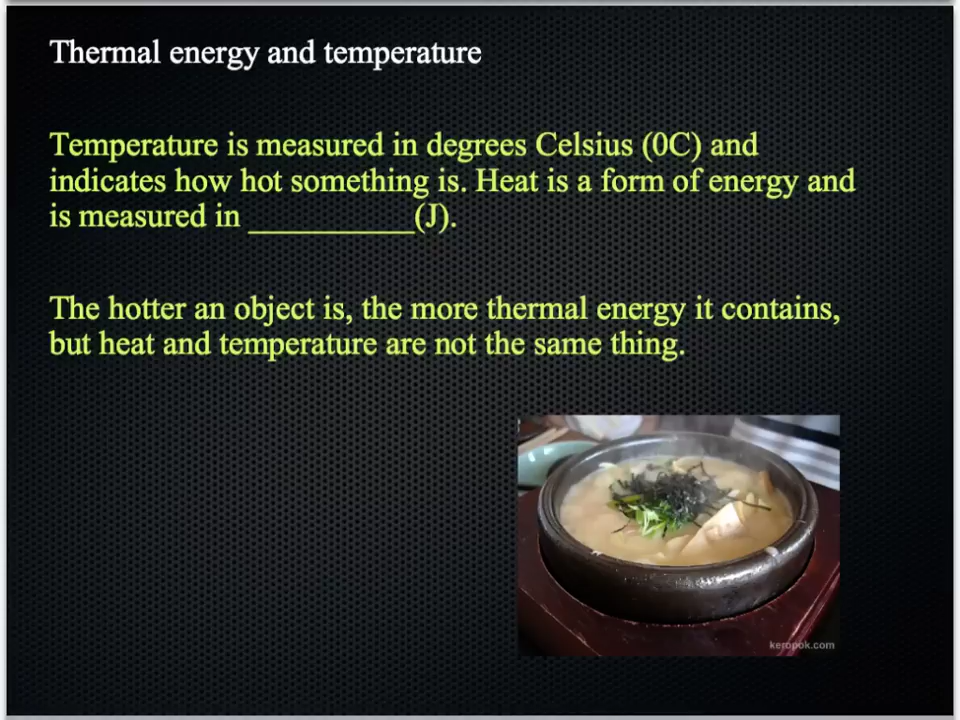 Thermal energy and temperature
Temperature is measured in degrees Celsius (0C) and
indicates how hot something is. Heat is a form of energy and
is measured in __________(J).
The hotter an object is, the more thermal energy it contains,
but heat and temperature are not the same thing.
keropok.com